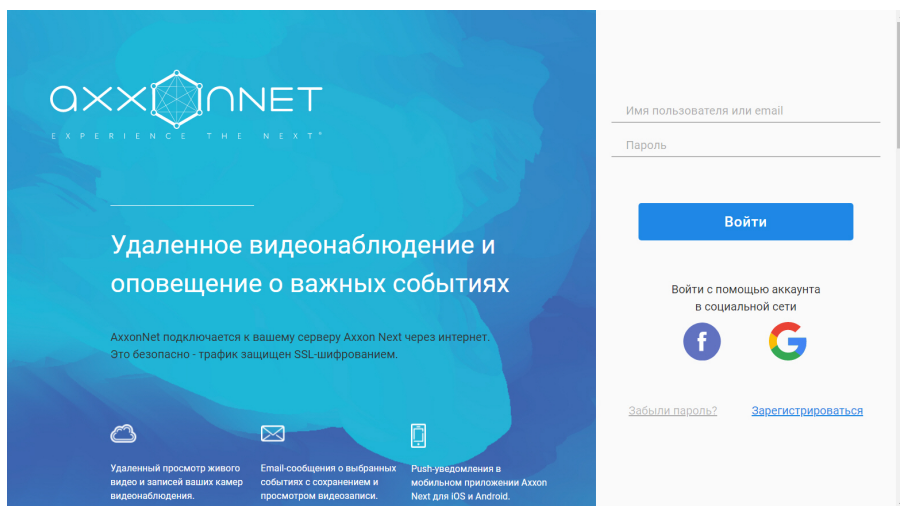 axxonnet
EXPERIENCE THE NEXT
Удаленное видеонаблюдение и
оповещение о важных событиях
AxxonNet подключается к вашему серверу Axxon Next через интернет.
Это безопасно - трафик защищен SSL-шифрованием.
Удаленный просмотр живого
видео и записей ваших камер
видеонаблюдения.
Email-сообщения о выбранных
событиях с сохранением и
просмотром видеозаписи.
Push-уведомления в
мобильном приложении Axxon
Next для iOS и Android.
Имя пользователя или email
Пароль
Войти
Войти с помощью аккаунта
в социальной сети
f G
Забыли пароль? Зарегистрироваться